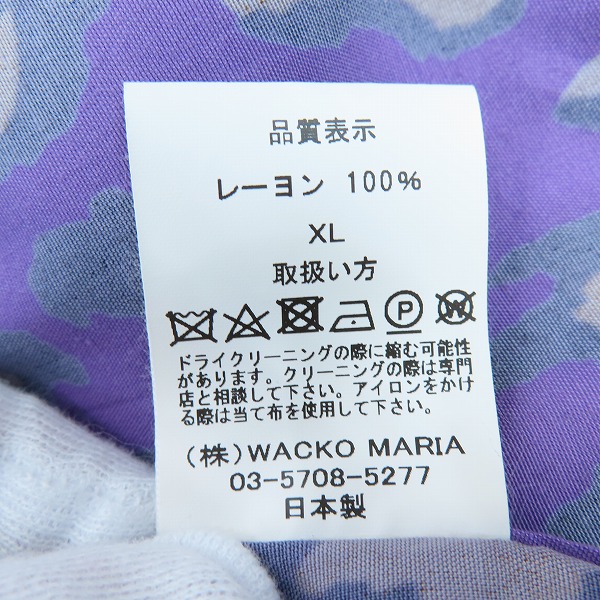 品質表示
レーヨン 100%
XL
取扱い方
P W
ドライクリーニングの際に縮む可能性
があります。クリーニングの際は専門
店と相談して下さい。アイロンをかけ
る際は当て布を使用して下さい。
(株)WACKO MARIA
03-5708-5277
日本製